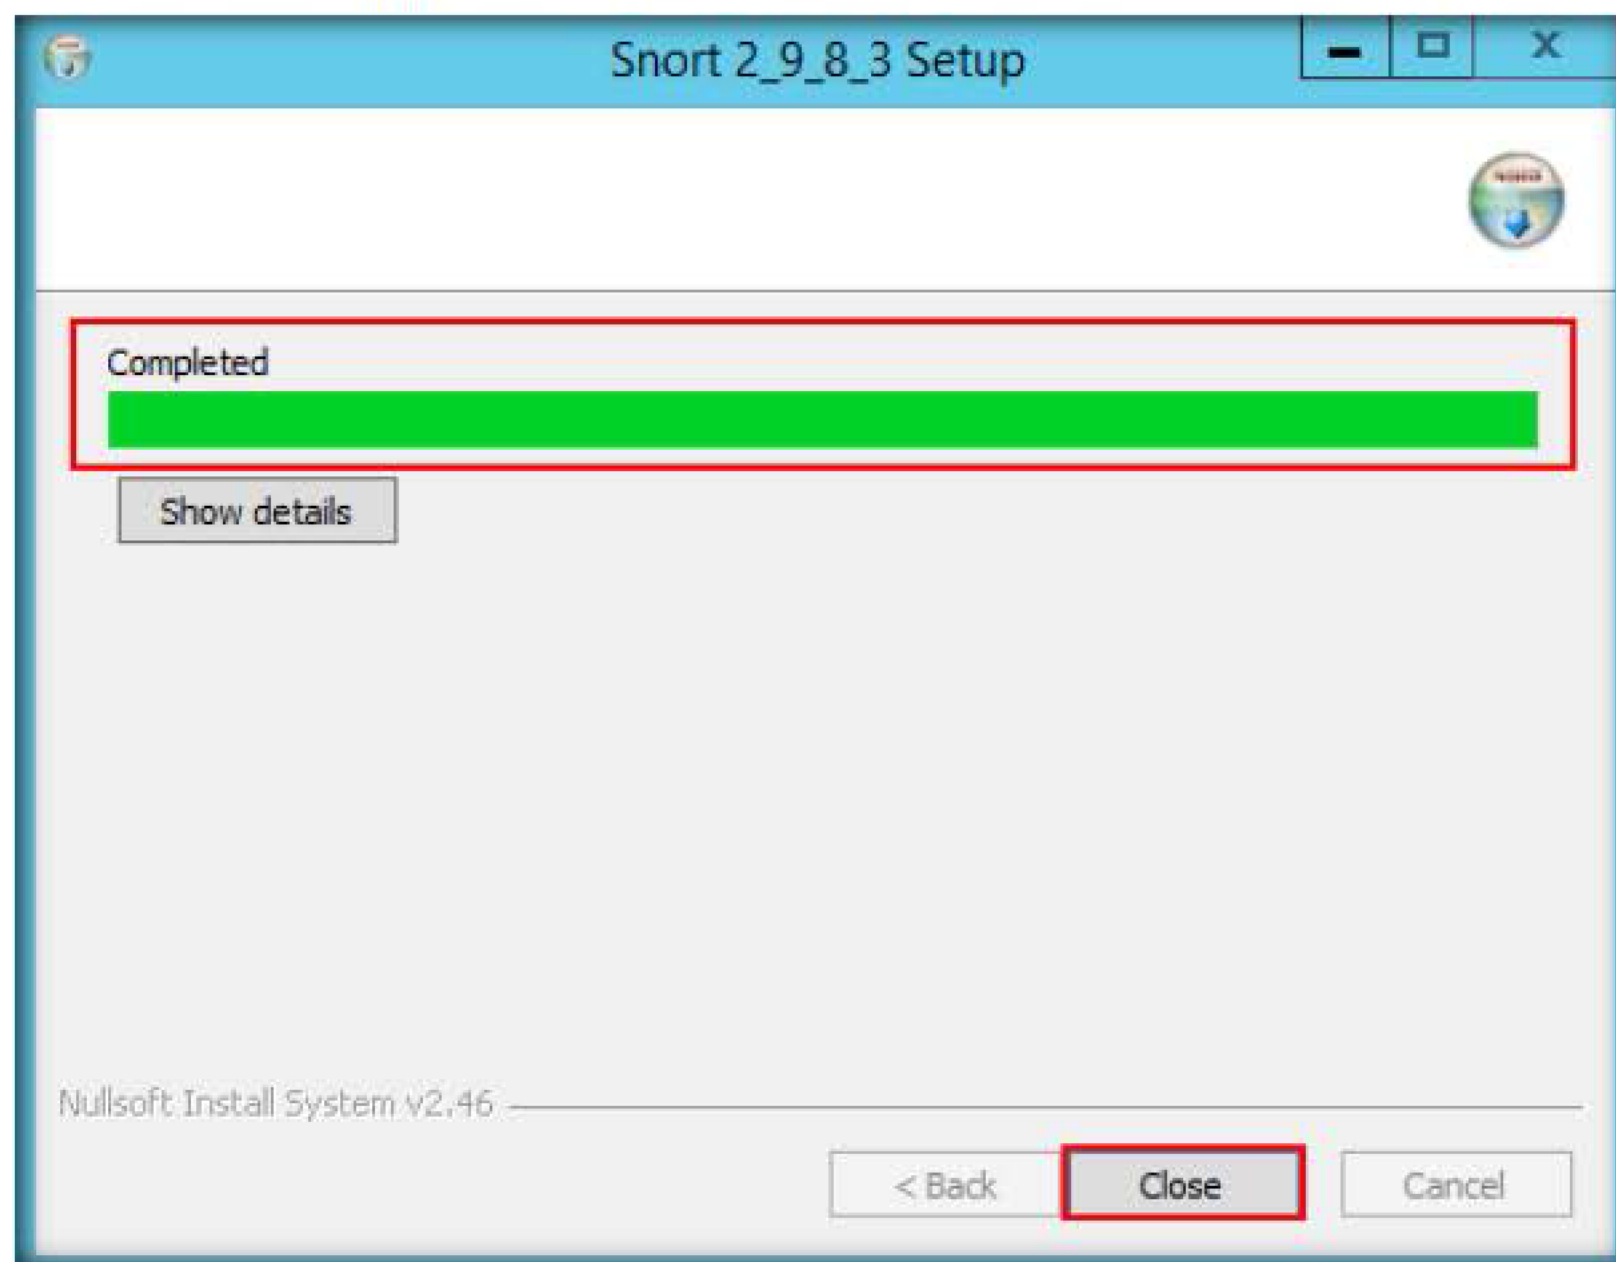 Snort 2_9_8_3 Setup
Completed
Show details
Nullsoft Install System v2.46
< Back
Close
Cancel